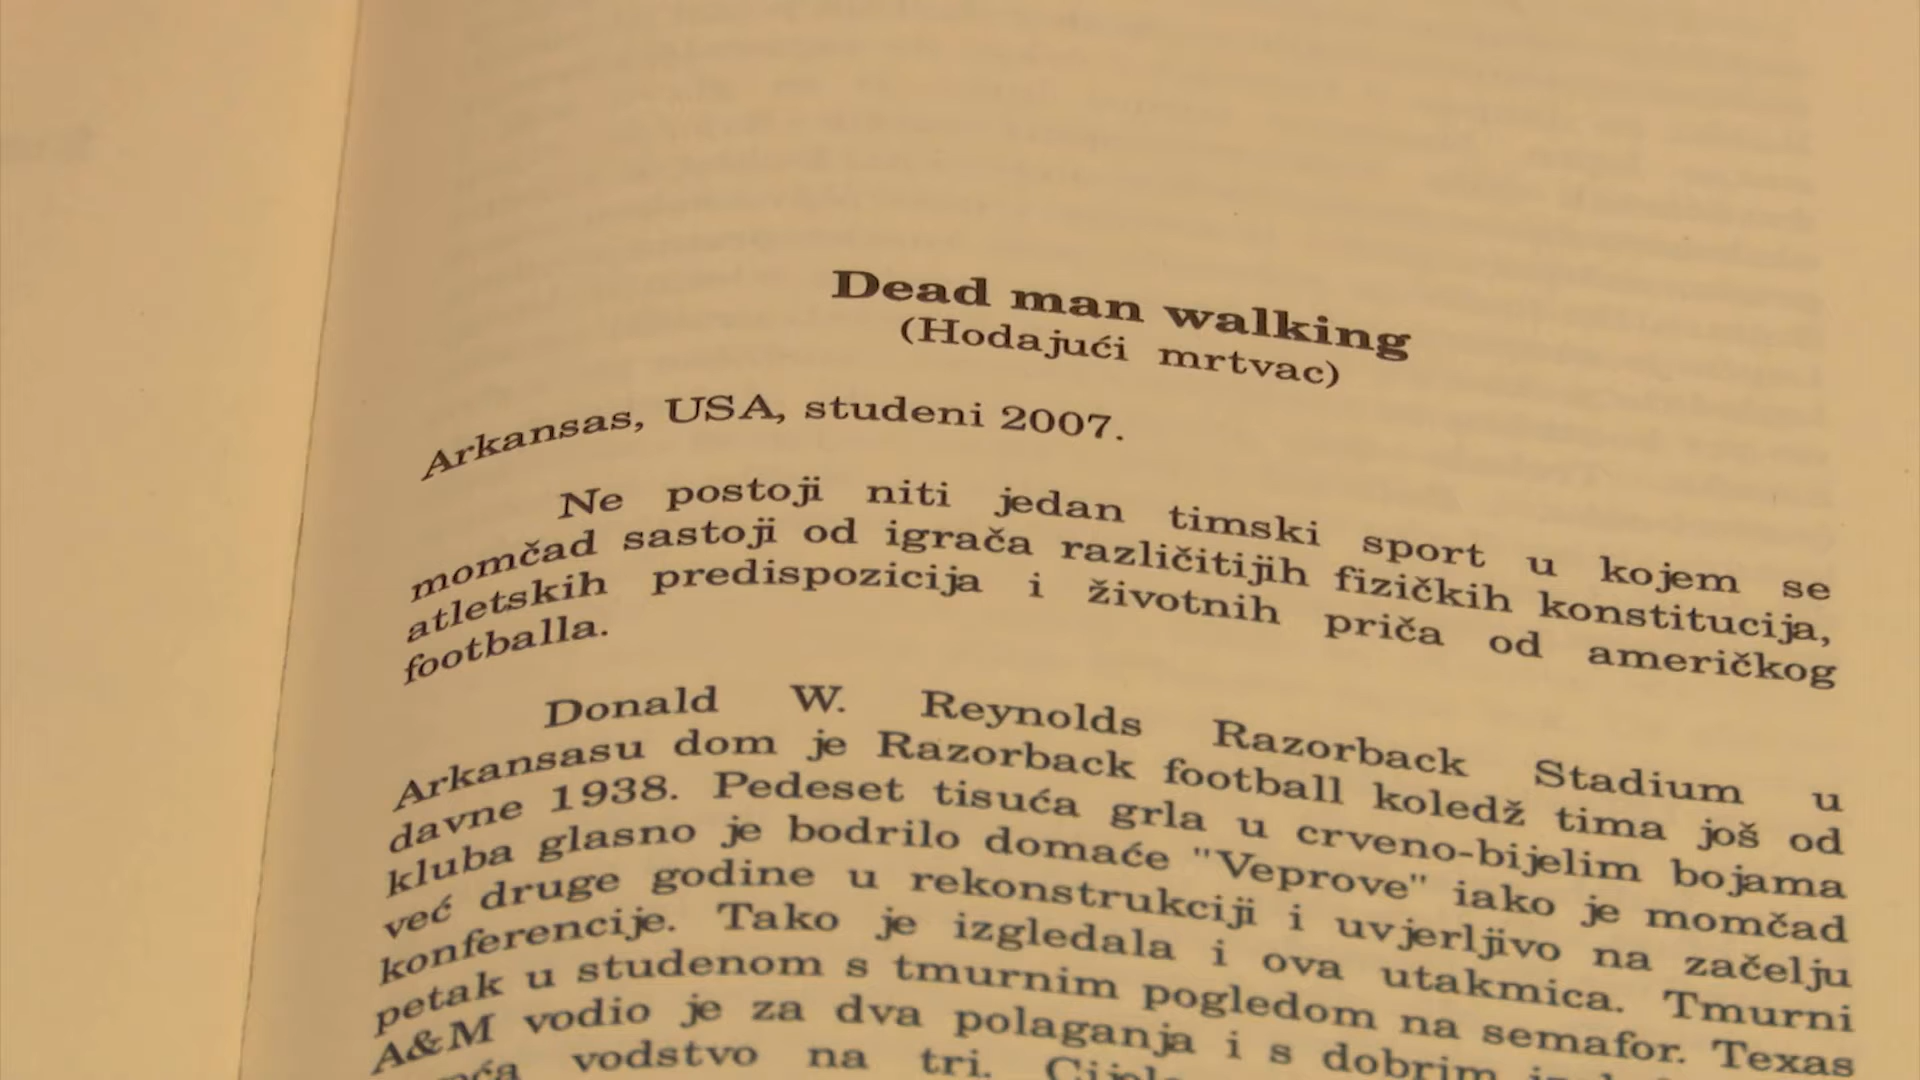 Dead man walking
(Hodajući mrtvac)
Arkansas, USA, studeni 2007.
Ne postoji niti jedan timski sport u kojem se
momčad sastoji od igrača različitijih fizičkih konstitucija,
atletskih predispozicija i životnih priča od američkog
footballa.
Donald W. Reynolds Razorback Stadium u
Arkansasu dom je Razorback football koledž tima još od
davne 1938. Pedeset tisuća grla u crveno-bijelim bojama
kluba glasno je bodrilo domaće "Veprove" iako je momčad
već druge godine u rekonstrukciji i uvjerljivo na začelju
konferencije. Tako je izgledala i ova utakmica. Tmurni
petak u studenom s tmurnim pogledom na semafor. Texas
A&M vodio je za dva polaganja i s dobrim
vodstvo na tri.